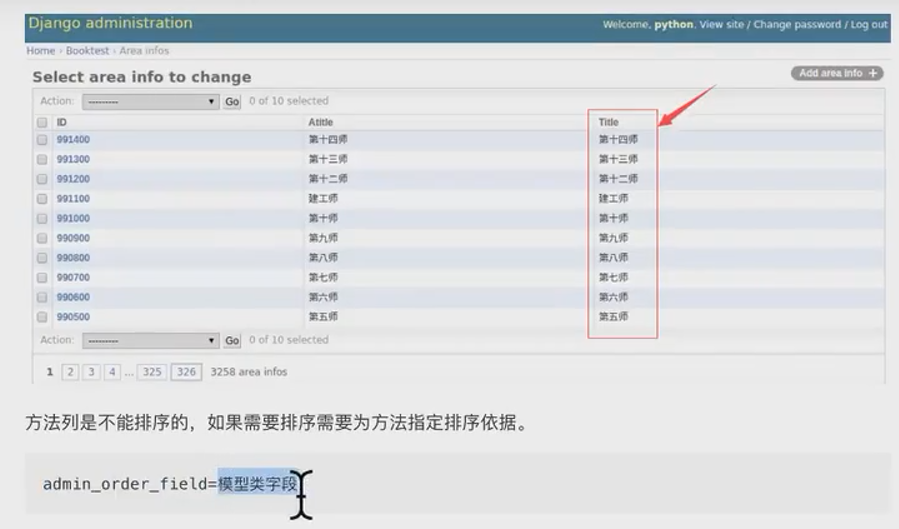 Django administration
Welcome, python. View site / Change password / Log out
Home › Booktest › Area infos
Select area info to change
Add area info +
Action: --------- Go 0 of 10 selected
ID Atitle Title
991400 第十四师 第十四师
991300 第十三师 第十三师
991200 第十二师 第十二师
991100 建工师 建工师
991000 第十师 第十师
990900 第九师 第九师
990800 第八师 第八师
990700 第七师 第七师
990600 第六师 第六师
990500 第五师 第五师
Action: --------- Go 0 of 10 selected
1 2 3 4 ... 325 326 3258 area infos
方法列是不能排序的，如果需要排序需要为方法指定排序依据。
admin_order_field=模型类字段